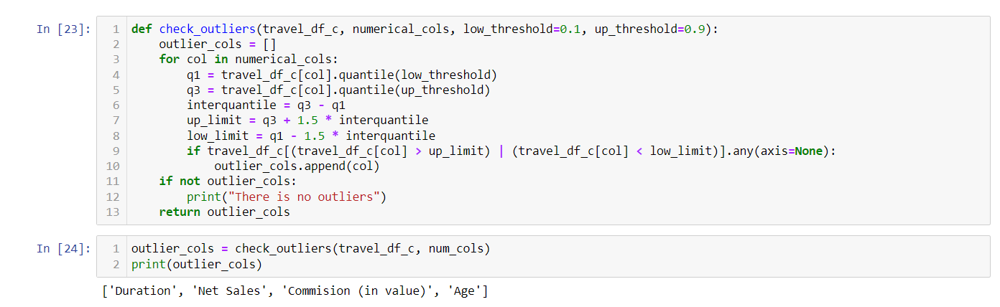 In [23]:
1 def check_outliers(travel_df_c, numerical_cols, low_threshold=0.1, up_threshold=0.9):
2     outlier_cols = []
3     for col in numerical_cols:
4         q1 = travel_df_c[col].quantile(low_threshold)
5         q3 = travel_df_c[col].quantile(up_threshold)
6         interquantile = q3 - q1
7         up_limit = q3 + 1.5 * interquantile
8         low_limit = q1 - 1.5 * interquantile
9         if travel_df_c[(travel_df_c[col] > up_limit) | (travel_df_c[col] < low_limit)].any(axis=None):
10             outlier_cols.append(col)
11     if not outlier_cols:
12         print("There is no outliers")
13     return outlier_cols
In [24]:
1 outlier_cols = check_outliers(travel_df_c, num_cols)
2 print(outlier_cols)
['Duration', 'Net Sales', 'Commision (in value)', 'Age']